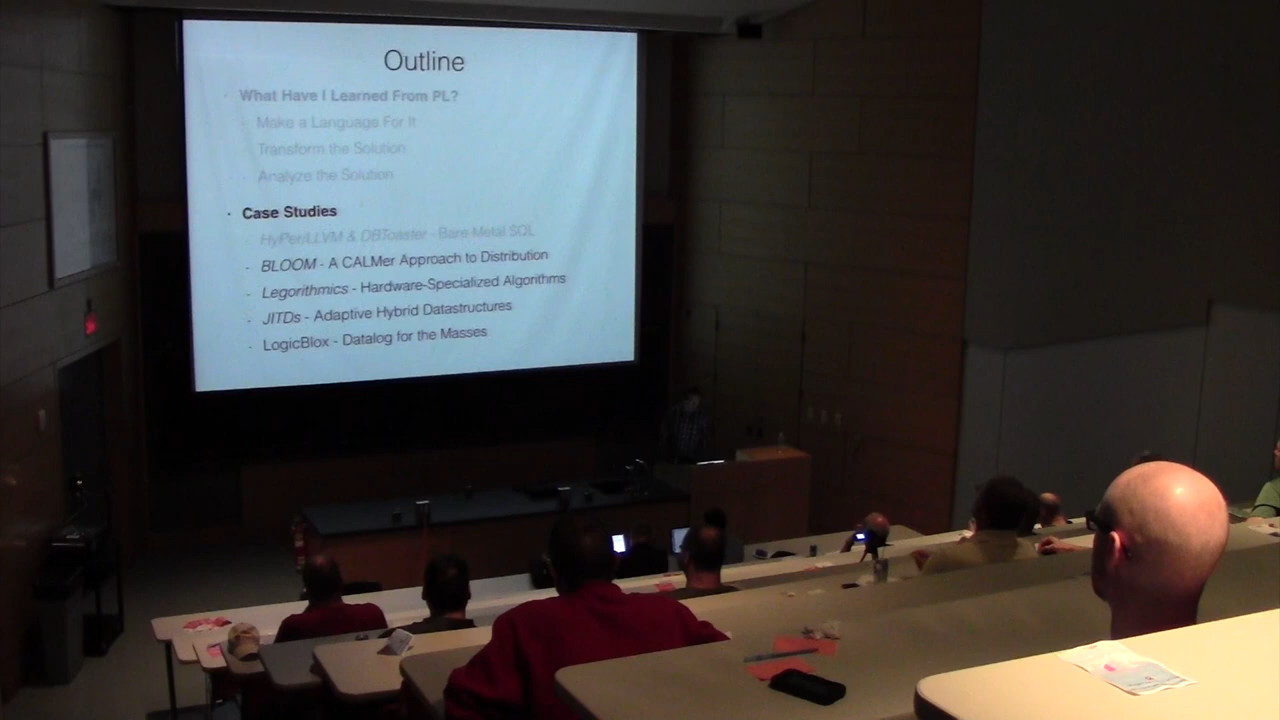 Outline
· What Have I Learned From PL?
- Make a Language For It
- Transform the Solution
- Analyze the Solution
· Case Studies
HyPer/LLVM & DBToaster - Bare-Metal SQL
- BLOOM - A CALMer Approach to Distribution
- Legorithmics - Hardware-Specialized Algorithms
- JITDs - Adaptive Hybrid Datastructures
- LogicBlox - Datalog for the Masses